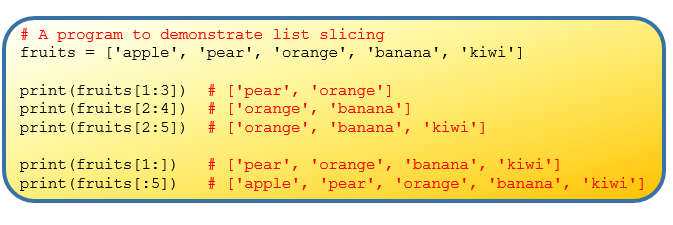 # A program to demonstrate list slicing
fruits = ['apple', 'pear', 'orange', 'banana', 'kiwi']
print(fruits[1:3])  # ['pear', 'orange']
print(fruits[2:4])  # ['orange', 'banana']
print(fruits[2:5])  # ['orange', 'banana', 'kiwi']
print(fruits[1:])   # ['pear', 'orange', 'banana', 'kiwi']
print(fruits[:5])   # ['apple', 'pear', 'orange', 'banana', 'kiwi']